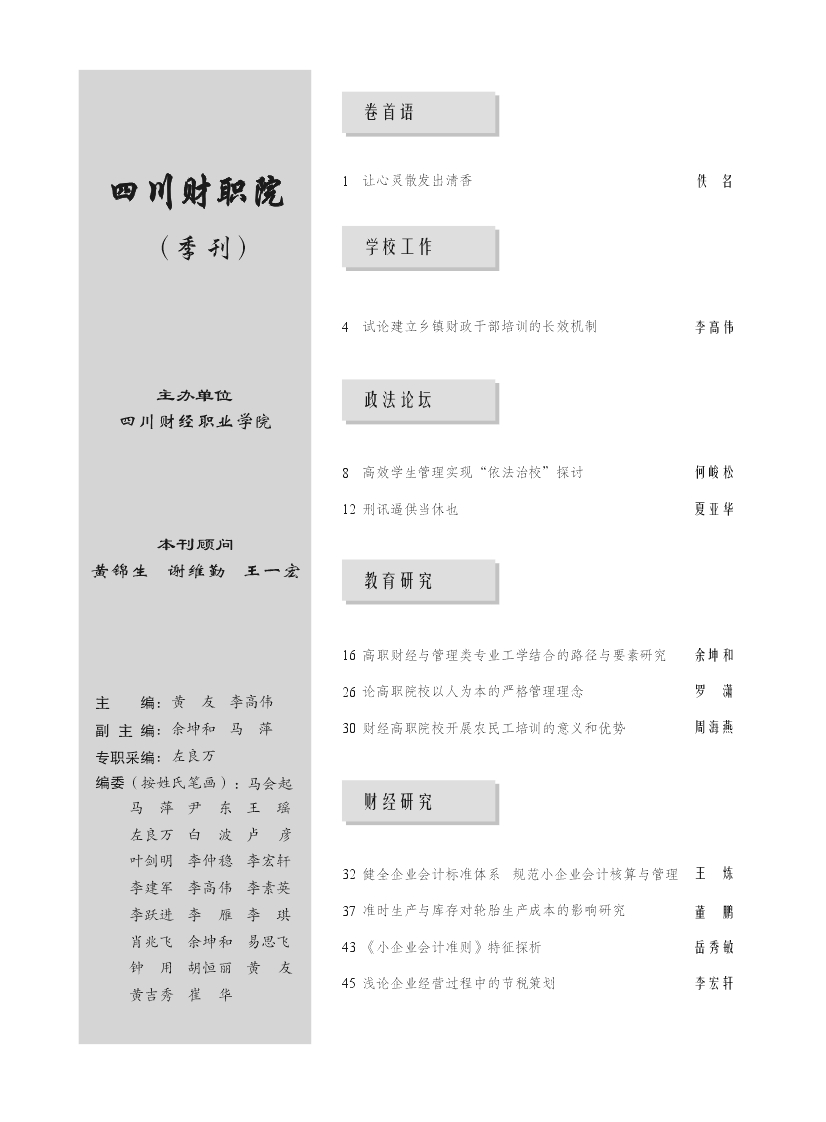 四川财职院
（季刊）
主办单位
四川财经职业学院
本刊顾问
黄锦生 谢维勤 王一宏
主 编：黄 友 李高伟
副 主 编：余坤和 马 萍
专职采编：左良万
编委（按姓氏笔画）：马会起
马 萍 尹 东 王 瑶
左良万 白 波 卢 彦
叶剑明 李仲稳 李宏轩
李建军 李高伟 李素英
李跃进 李 雁 李 琪
肖兆飞 余坤和 易思飞
钟 用 胡恒丽 黄 友
黄吉秀 崔 华
卷首语
1 让心灵散发出清香 佚 名
学校工作
4 试论建立乡镇财政干部培训的长效机制 李高伟
政法论坛
8 高效学生管理实现“依法治校”探讨 何峻松
12 刑讯逼供当休也 夏亚华
教育研究
16 高职财经与管理类专业工学结合的路径与要素研究 余坤和
26 论高职院校以人为本的严格管理理念 罗 潇
30 财经高职院校开展农民工培训的意义和优势 周海燕
财经研究
32 健全企业会计标准体系 规范小企业会计核算与管理 王 炼
37 准时生产与库存对轮胎生产成本的影响研究 董 鹏
43 《小企业会计准则》特征探析 岳秀敏
45 浅论企业经营过程中的节税策划 李宏轩